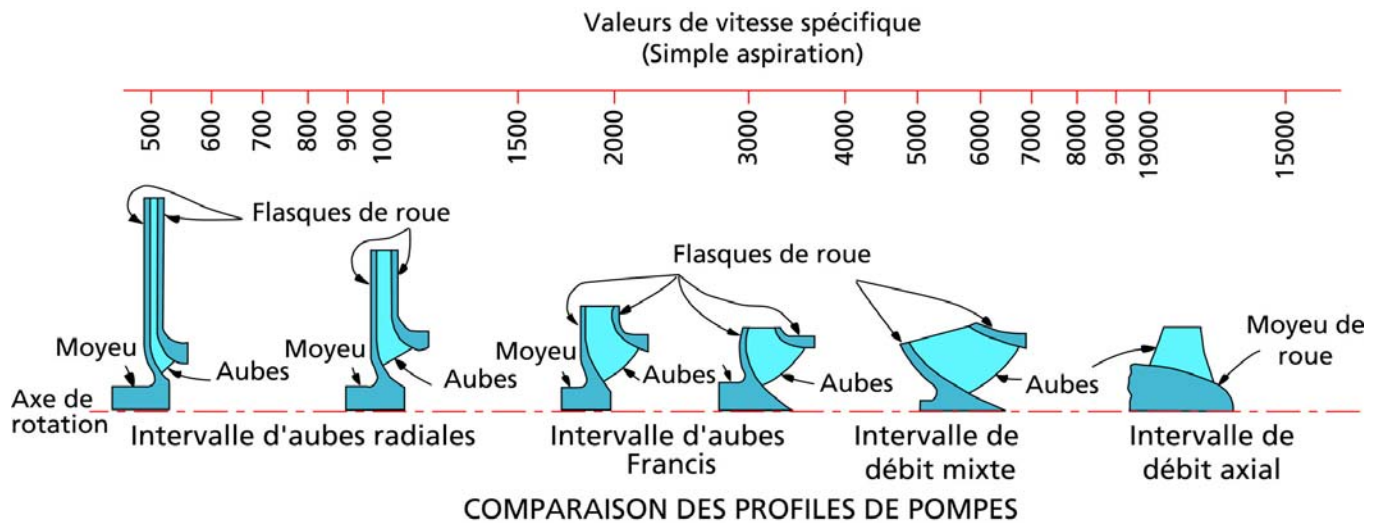 Valeurs de vitesse spécifique
(Simple aspiration)
500 600 700 800 900 1000 1500 2000 3000 4000 5000 6000 7000 8000 9000 19000 15000
Flasques de roue
Flasques de roue
Moyeu de
roue
Moyeu
Moyeu
Moyeu
Aubes
Aubes
Aubes
Aubes
Aubes
Axe de
rotation
Intervalle d'aubes radiales
Intervalle d'aubes
Francis
Intervalle de
débit mixte
Intervalle de
débit axial
COMPARAISON DES PROFILES DE POMPES